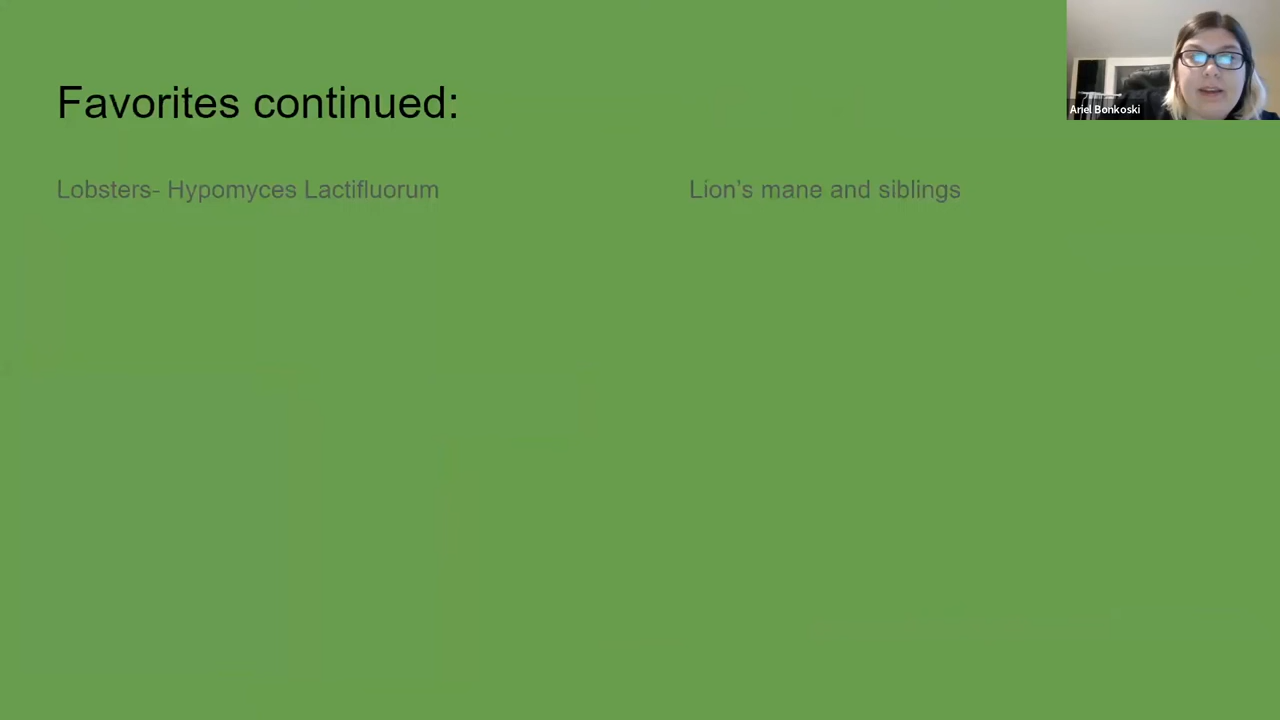 Favorites continued:
Ariel Bonkoski
Lobsters- Hypomyces Lactifluorum
Lion’s mane and siblings